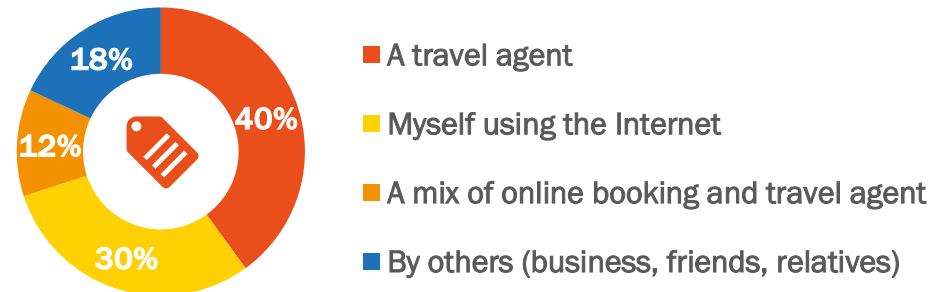 18%
40%
12%
30%
A travel agent
Myself using the Internet
A mix of online booking and travel agent
By others (business, friends, relatives)